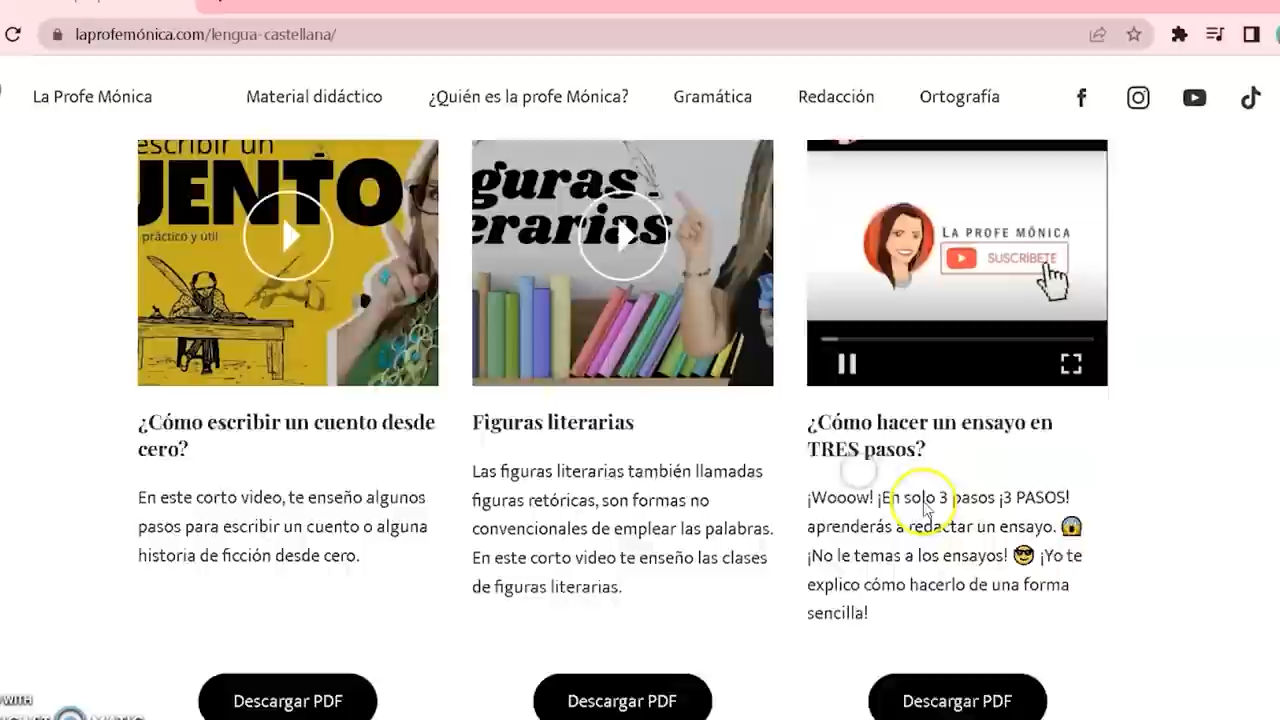 laprofemónica.com/lengua-castellana/
La Profe Mónica
Material didáctico
¿Quién es la profe Mónica?
Gramática
Redacción
Ortografía
escribir un
UENTO
práctico y útil
guras
erarias
LA PROFE MÓNICA
SUSCRÍBETE
¿Cómo escribir un cuento desde
cero?
En este corto video, te enseño algunos
pasos para escribir un cuento o alguna
historia de ficción desde cero.
Figuras literarias
Las figuras literarias también llamadas
figuras retóricas, son formas no
convencionales de emplear las palabras.
En este corto video te enseño las clases
de figuras literarias.
¿Cómo hacer un ensayo en
TRES pasos?
¡Wooow! ¡En solo 3 pasos ¡3 PASOS!
aprenderás a redactar un ensayo. 😱
¡No le temas a los ensayos! 😎 ¡Yo te
explico cómo hacerlo de una forma
sencilla!
Descargar PDF
Descargar PDF
Descargar PDF
WITH